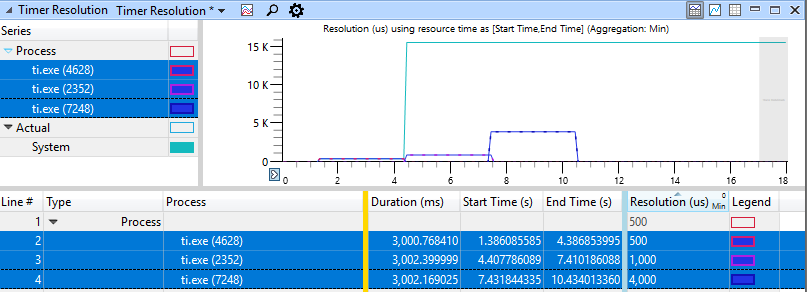 Timer Resolution * Timer Resolution
Series
Process
ti.exe (4628)
ti.exe (2352)
ti.exe (7248)
Actual
System
Resolution (us) using resource time as [Start Time,End Time] (Aggregation: Min)
15 K
10 K
5 K
0
0 2 4 6 8 10 12 14 16 18
Line # Type Process Duration (ms) Start Time (s) End Time (s) Resolution (us) 0 Min Legend
1 Process 500
2 ti.exe (4628) 3,000.768410 1.386085585 4.386853995 500
3 ti.exe (2352) 3,002.399999 4.407786089 7.410186088 1,000
4 ti.exe (7248) 3,002.169025 7.431844335 10.434013360 4,000